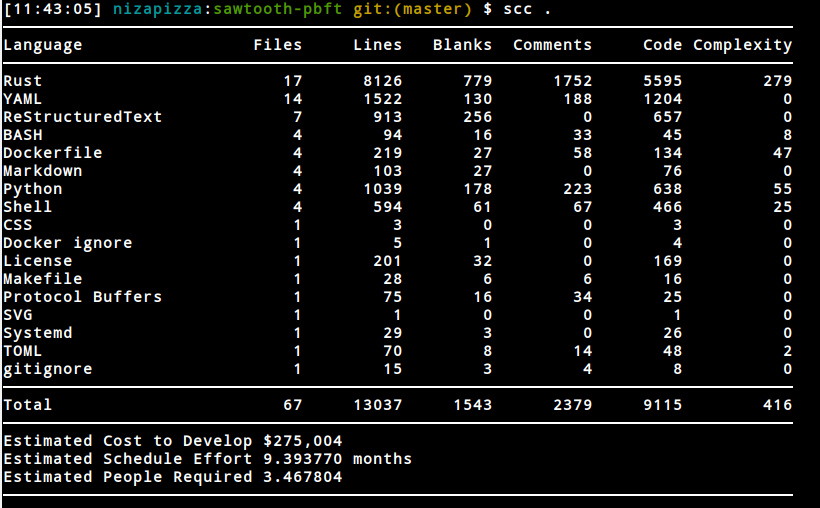 [11:43:05] nizapizza:sawtooth-pbft git:(master) $ scc .
Language Files Lines Blanks Comments Code Complexity
Rust 17 8126 779 1752 5595 279
YAML 14 1522 130 188 1204 0
ReStructuredText 7 913 256 0 657 0
BASH 4 94 16 33 45 8
Dockerfile 4 219 27 58 134 47
Markdown 4 103 27 0 76 0
Python 4 1039 178 223 638 55
Shell 4 594 61 67 466 25
CSS 1 3 0 0 3 0
Docker ignore 1 5 1 0 4 0
License 1 201 32 0 169 0
Makefile 1 28 6 6 16 0
Protocol Buffers 1 75 16 34 25 0
SVG 1 1 0 0 1 0
Systemd 1 29 3 0 26 0
TOML 1 70 8 14 48 2
gitignore 1 15 3 4 8 0
Total 67 13037 1543 2379 9115 416
Estimated Cost to Develop $275,004
Estimated Schedule Effort 9.393770 months
Estimated People Required 3.467804